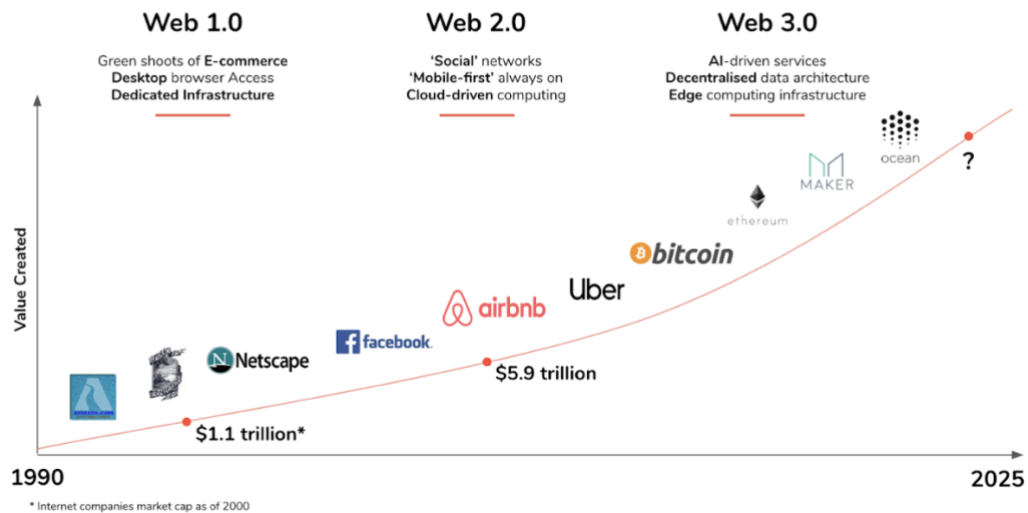 Web 1.0
Green shoots of E-commerce
Desktop browser Access
Dedicated Infrastructure
Web 2.0
‘Social’ networks
‘Mobile-first’ always on
Cloud-driven computing
Web 3.0
AI-driven services
Decentralised data architecture
Edge computing infrastructure
Value Created
Netscape
facebook.
airbnb
Uber
bitcoin
ethereum
MAKER
ocean
?
$1.1 trillion*
$5.9 trillion
1990
2025
* Internet companies market cap as of 2000